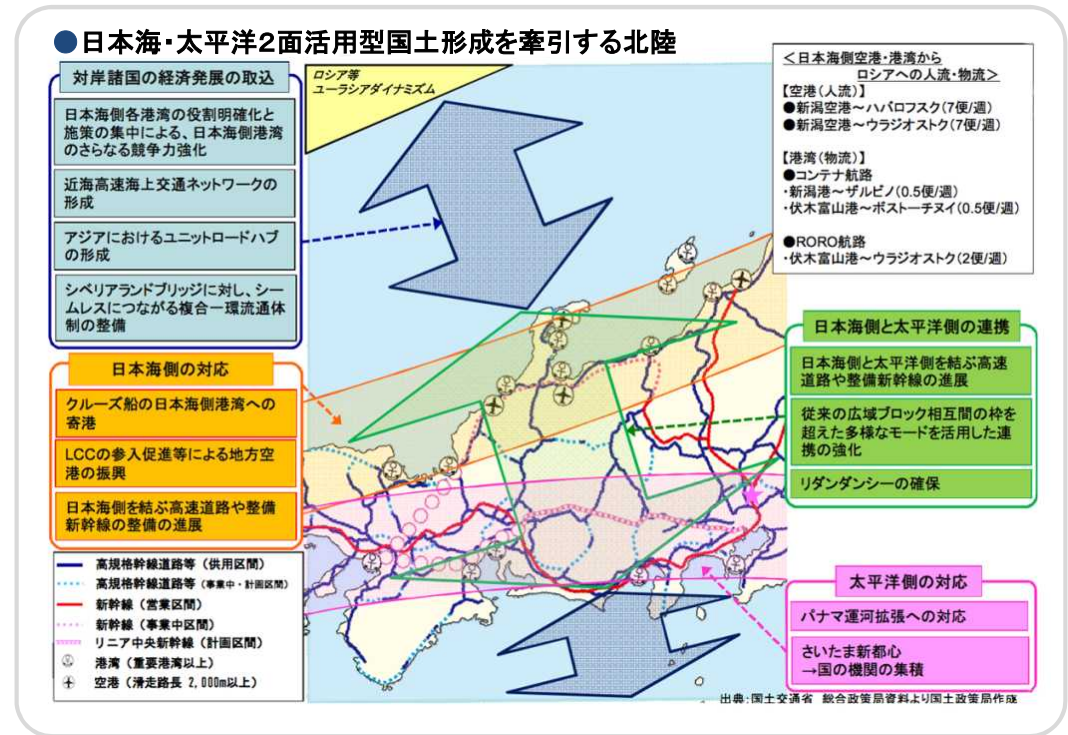 ●日本海・太平洋２面活用型国土形成を牽引する北陸
対岸諸国の経済発展の取込
日本海側各港湾の役割明確化と
施策の集中による、日本海側港湾
のさらなる競争力強化
近海高速海上交通ネットワークの
形成
アジアにおけるユニットロードハブ
の形成
シベリアランドブリッジに対し、シー
ムレスにつながる複合一環流通体
制の整備
ロシア等
ユーラシアダイナミズム
＜日本海側空港・港湾から
ロシアへの人流・物流＞
【空港（人流）】
●新潟空港～ハバロフスク（7便/週）
●新潟空港～ウラジオストク（7便/週）
【港湾（物流）】
●コンテナ航路
・新潟港～ザルビノ（0.5便/週）
・伏木富山港～ボストーチヌイ（0.5便/週）
●RORO航路
・伏木富山港～ウラジオストク（2便/週）
日本海側の対応
クルーズ船の日本海側港湾への
寄港
LCCの参入促進等による地方空
港の振興
日本海側を結ぶ高速道路や整備
新幹線の整備の進展
日本海側と太平洋側の連携
日本海側と太平洋側を結ぶ高速
道路や整備新幹線の進展
従来の広域ブロック相互間の枠を
超えた多様なモードを活用した連
携の強化
リダンダンシーの確保
高規格幹線道路等（供用区間）
高規格幹線道路等（事業中・計画区間）
新幹線（営業区間）
新幹線（事業中区間）
リニア中央新幹線（計画区間）
港湾（重要港湾以上）
空港（滑走路長 2,000m以上）
太平洋側の対応
パナマ運河拡張への対応
さいたま新都心
→国の機関の集積
出典：国土交通省 総合政策局資料より国土政策局作成